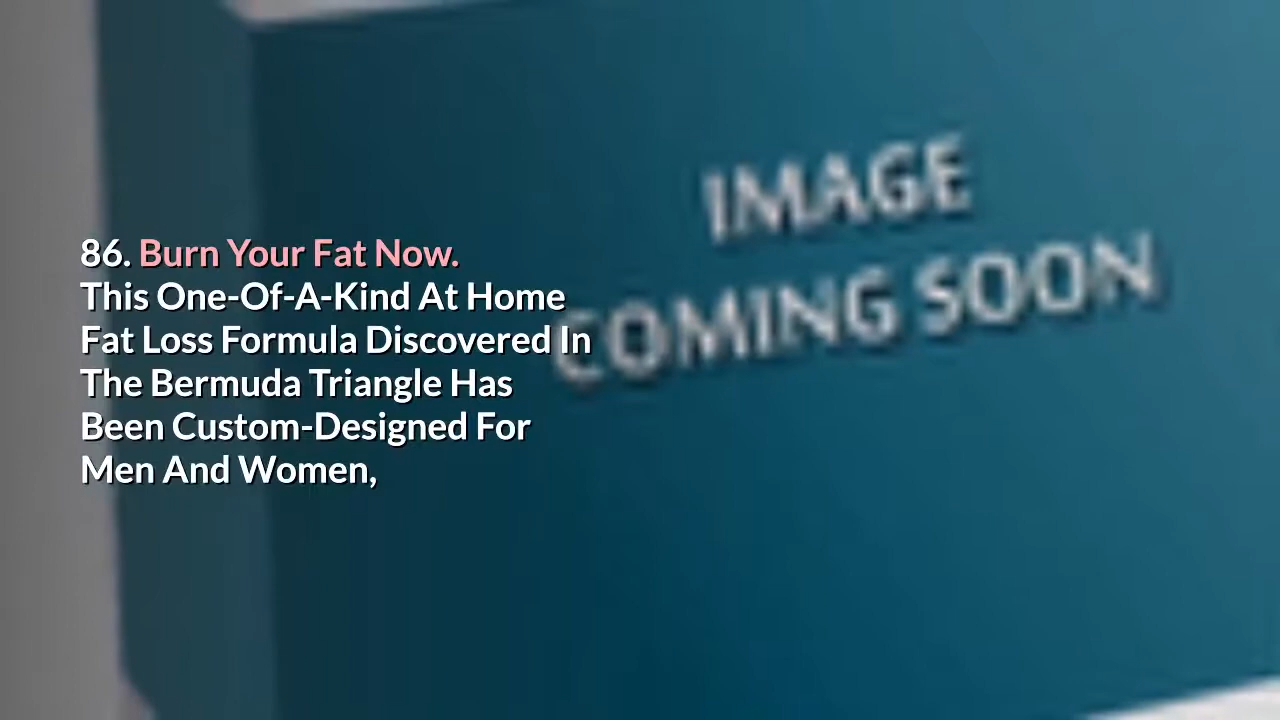 IMAGE
COMING SOON
86. Burn Your Fat Now.
This One-Of-A-Kind At Home
Fat Loss Formula Discovered In
The Bermuda Triangle Has
Been Custom-Designed For
Men And Women,